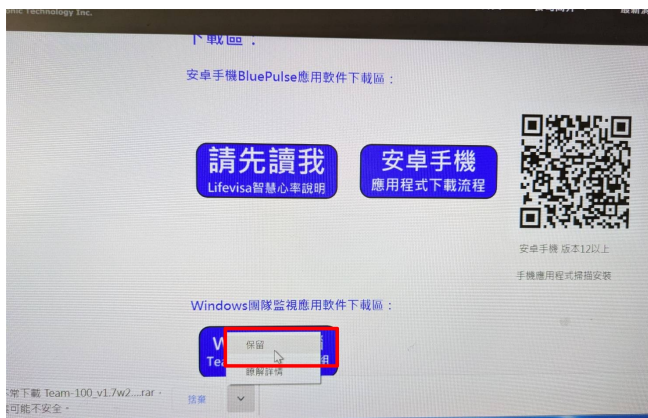 onic Technology Inc.
下載區：
安卓手機BluePulse應用軟件下載區：
請先讀我
Lifevisa智慧心率說明
安卓手機
應用程式下載流程
安卓手機 版本12以上
手機應用程式掃描安裝
Windows團隊監視應用軟件下載區：
W
Tea
保留
瞭解詳情
常下載 Team-100_v1.7w2....rar，
可能不安全。
捨棄